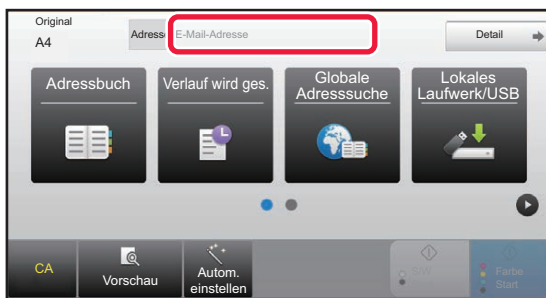 Original
A4
Adresse
E-Mail-Adresse
Detail
Adressbuch
Verlauf wird ges.
Globale
Adresssuche
Lokales
Laufwerk/USB
CA
Vorschau
Autom.
einstellen
S/W
Start
Farbe
Start